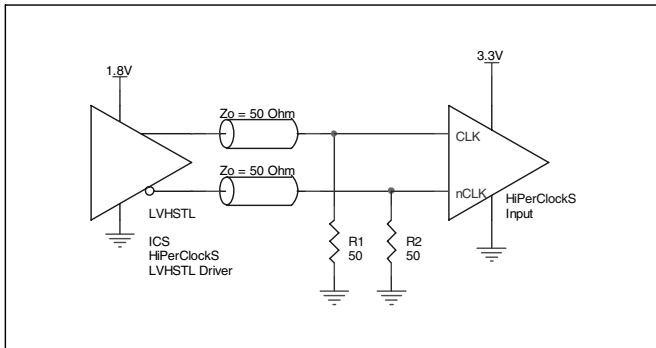 1.8V
3.3V
Zo = 50 Ohm
CLK
Zo = 50 Ohm
nCLK
HiPerClockS
Input
LVHSTL
ICS
HiPerClockS
LVHSTL Driver
R1
50
R2
50